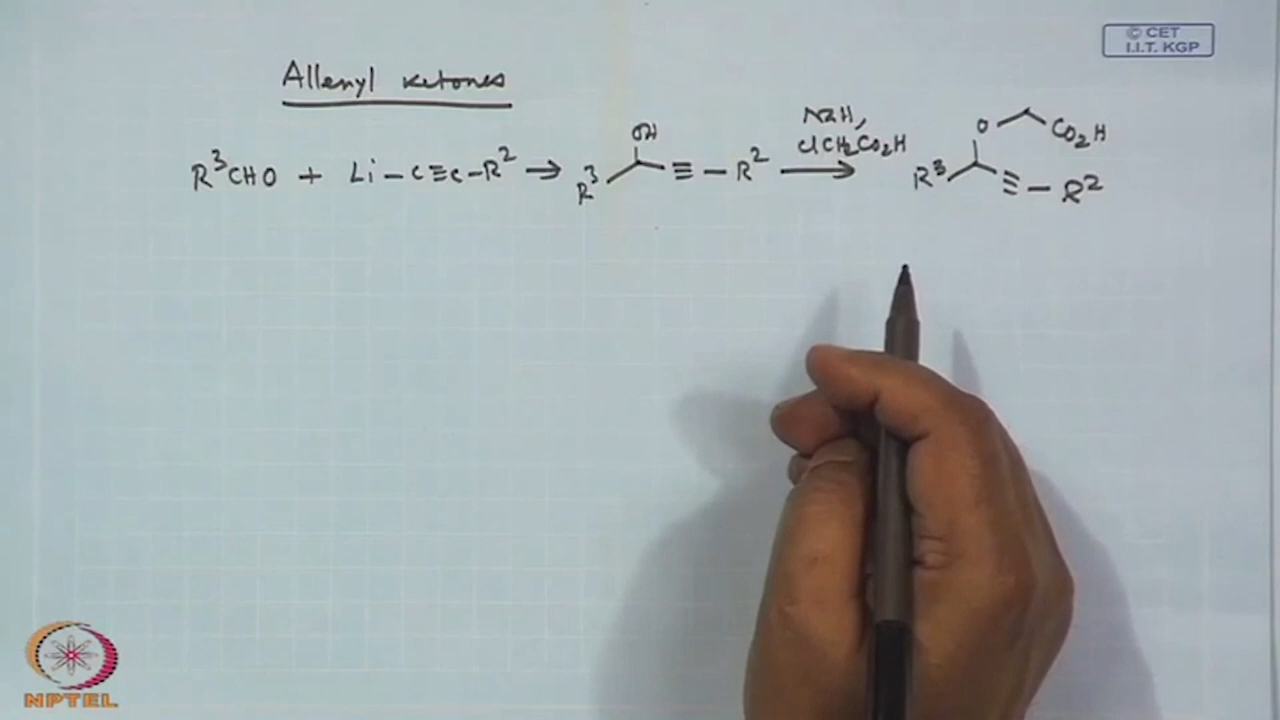 © CET
I.I.T. KGP
Allenyl ketones
R³CHO + Li-C≡C-R² → R³ OH ≡-R² NaH, ClCH₂CO₂H → R³ O CO₂H ≡-R²
NPTEL